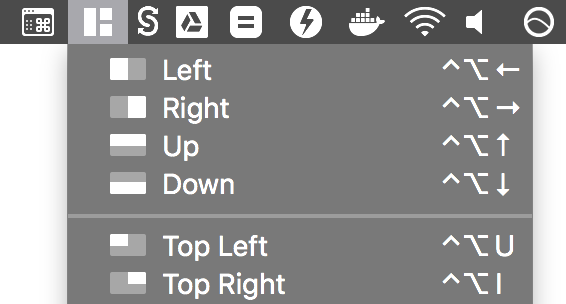 Left ^⌥←
Right ^⌥→
Up ^⌥↑
Down ^⌥↓
Top Left ^⌥U
Top Right ^⌥I